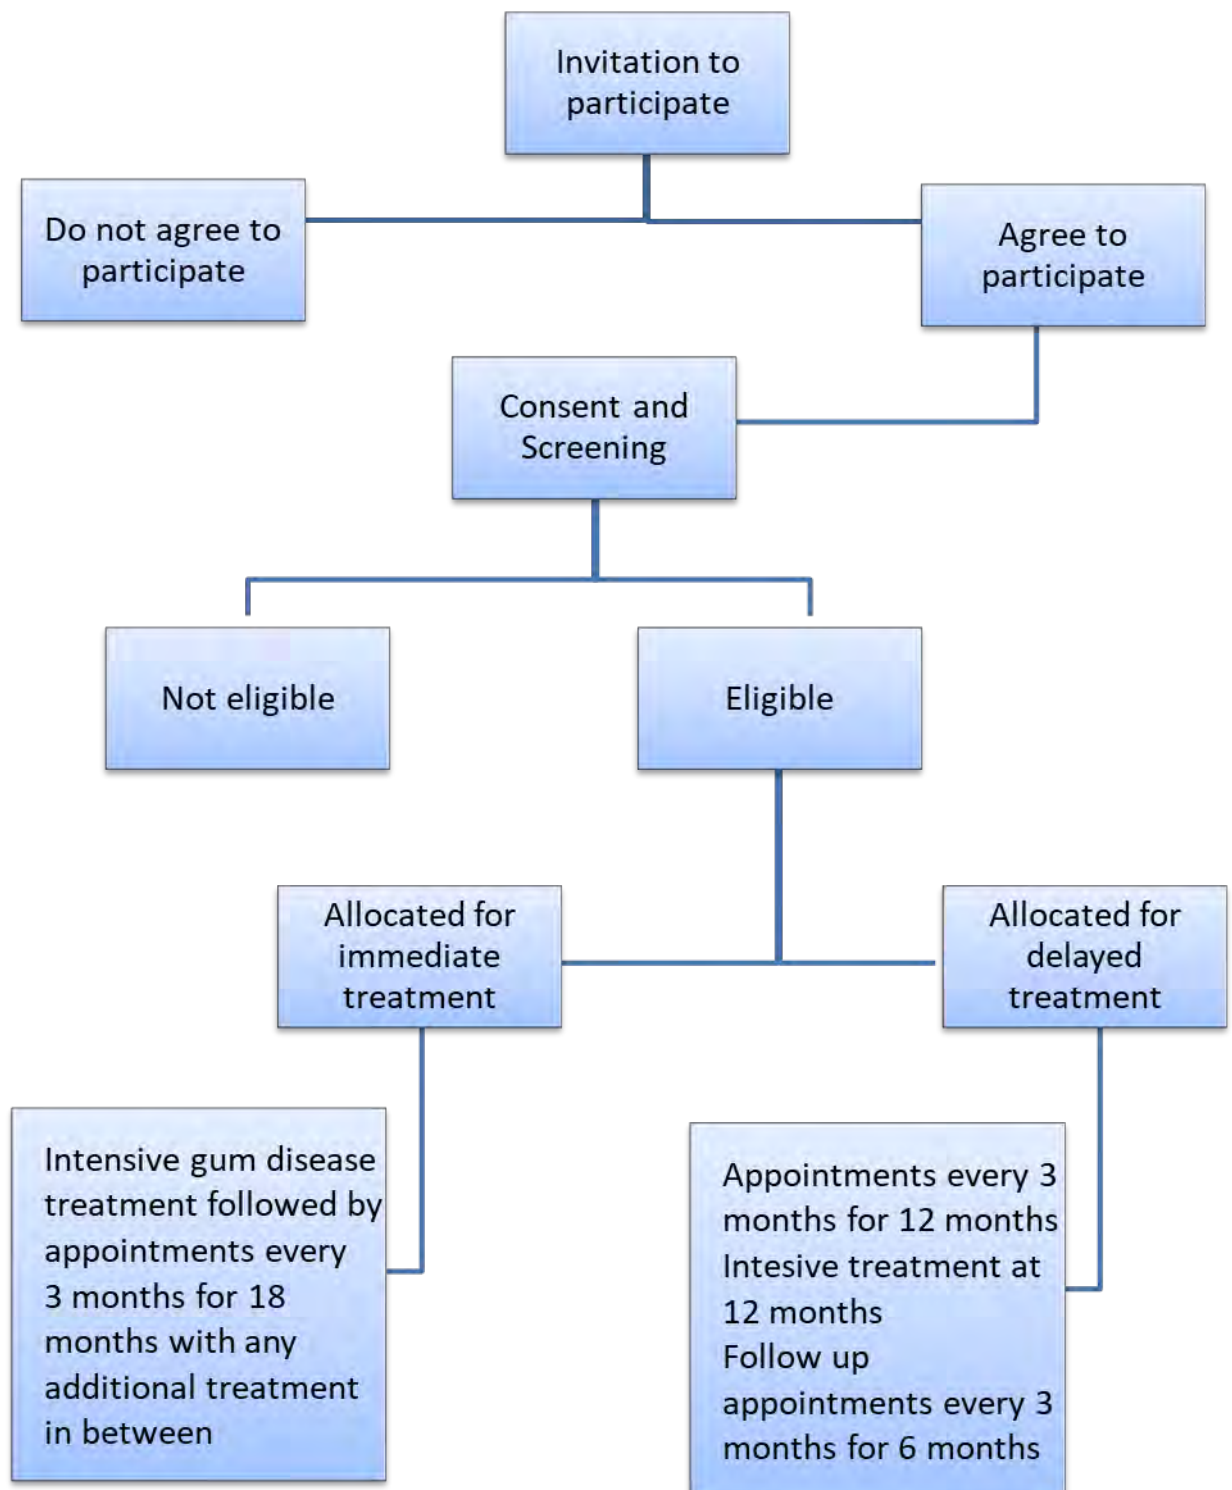 Invitation to
participate
Do not agree to
participate
Agree to
participate
Consent and
Screening
Not eligible
Eligible
Allocated for
immediate
treatment
Allocated for
delayed
treatment
Intensive gum disease
treatment followed by
appointments every
3 months for 18
months with any
additional treatment
in between
Appointments every 3
months for 12 months
Intesive treatment at
12 months
Follow up
appointments every 3
months for 6 months